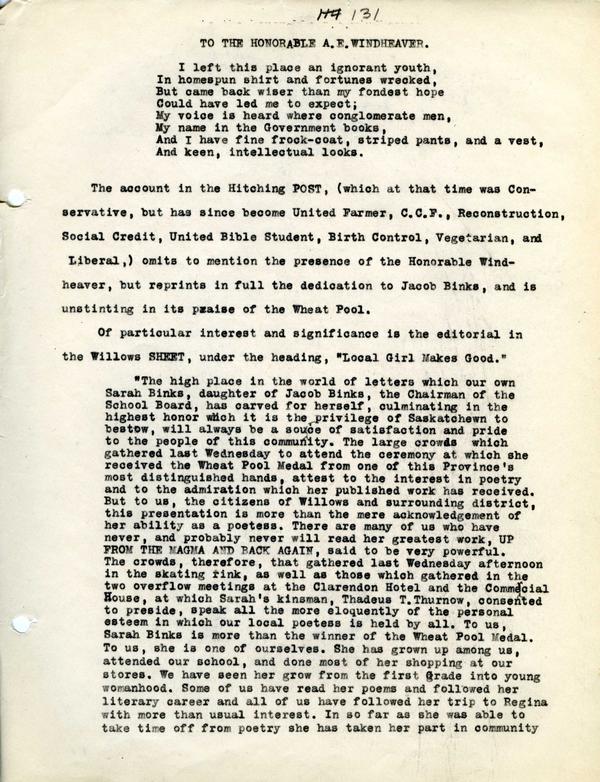 131
TO THE HONORABLE A.E.WINDHEAVER.
I left this place an ignorant youth,
In homespun shirt and fortunes wrecked,
But came back wiser than my fondest hope
Could have led me to expect;
My voice is heard where conglomerate men,
My name in the Government books,
And I have fine frock-coat, striped pants, and a vest,
And keen, intellectual looks.
The account in the Hitching POST, (which at that time was Con-
servative, but has since become United Farmer, C.C.F., Reconstruction,
Social Credit, United Bible Student, Birth Control, Vegetarian, and
Liberal,) omits to mention the presence of the Honorable Wind-
heaver, but reprints in full the dedication to Jacob Binks, and is
unstinting in its praise of the Wheat Pool.
Of particular interest and significance is the editorial in
the Willows SHEET, under the heading, "Local Girl Makes Good."
"The high place in the world of letters which our own
Sarah Binks, daughter of Jacob Binks, the Chairman of the
School Board, has carved for herself, culminating in the
highest honor which it is the privilege of Saskatchewn to
bestow, will always be a souce of satisfaction and pride
to the people of this community. The large crowds which
gathered last Wednesday to attend the ceremony at which she
received the Wheat Pool Medal from one of this Province's
most distinguished hands, attest to the interest in poetry
and to the admiration which her published work has received.
But to us, the citizens of Willows and surrounding district,
this presentation is more than the mere acknowledgement of
her ability as a poetess. There are many of us who have
never, and probably never will read her greatest work, UP
FROM THE MAGMA AND BACK AGAIN, said to be very powerful.
The crowds, therefore, that gathered last Wednesday afternoon
in the skating rink, as well as those which gathered in the
two overflow meetings at the Clarendon Hotel and the Commecial
House, at which Sarah's kinsman, Thadeus T.Thurnow, consented
to preside, speak all the more eloquently of the personal
esteem in which our local poetess is held by all. To us,
Sarah Binks is more than the winner of the Wheat Pool Medal.
To us, she is one of ourselves. She has grown up among us,
attended our school, and done most of her shopping at our
stores. We have seen her grow from the first grade into young
womanhood. Some of us have read her poems and followed her
literary career and all of us have followed her trip to Regina
with more than usual interest. In so far as she was able to
take time off from poetry she has taken her part in community